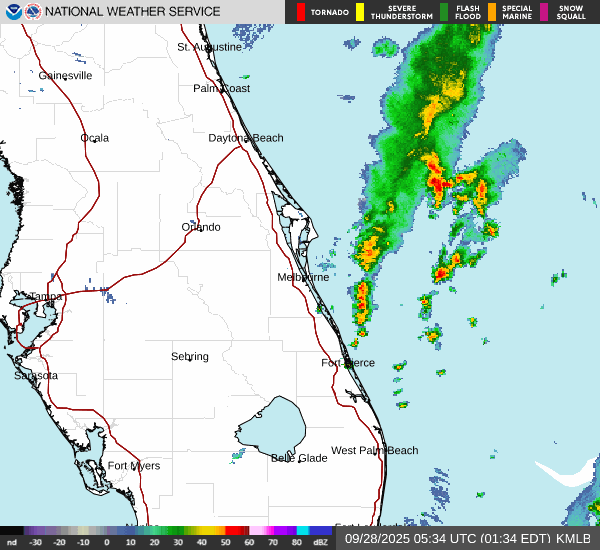 NATIONAL WEATHER SERVICE
TORNADO
SEVERE
THUNDERSTORM
FLASH
FLOOD
SPECIAL
MARINE
SNOW
SQUALL
St. Augustine
Gainesville
Palm Coast
Ocala
Daytona Beach
Orlando
Melbourne
Tampa
Sebring
Fort Pierce
Sarasota
West Palm Beach
Belle Glade
Fort Myers
nd -30 -20 -10 0 10 20 30 40 50 60 70 80 dBZ
09/28/2025 05:34 UTC (01:34 EDT) KMLB